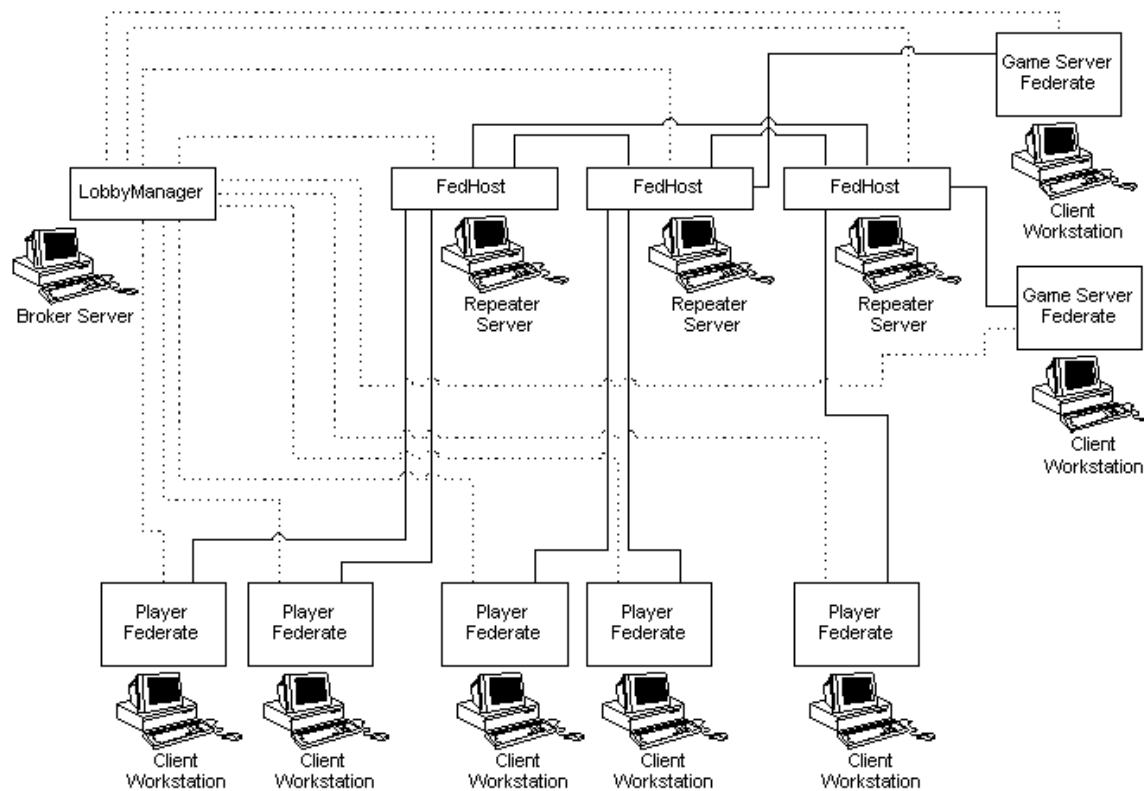 Game Server
Federate
Client
Workstation
LobbyManager
Broker Server
FedHost
Repeater
Server
FedHost
Repeater
Server
FedHost
Repeater
Server
Game Server
Federate
Client
Workstation
Player
Federate
Client
Workstation
Player
Federate
Client
Workstation
Player
Federate
Client
Workstation
Player
Federate
Client
Workstation
Player
Federate
Client
Workstation